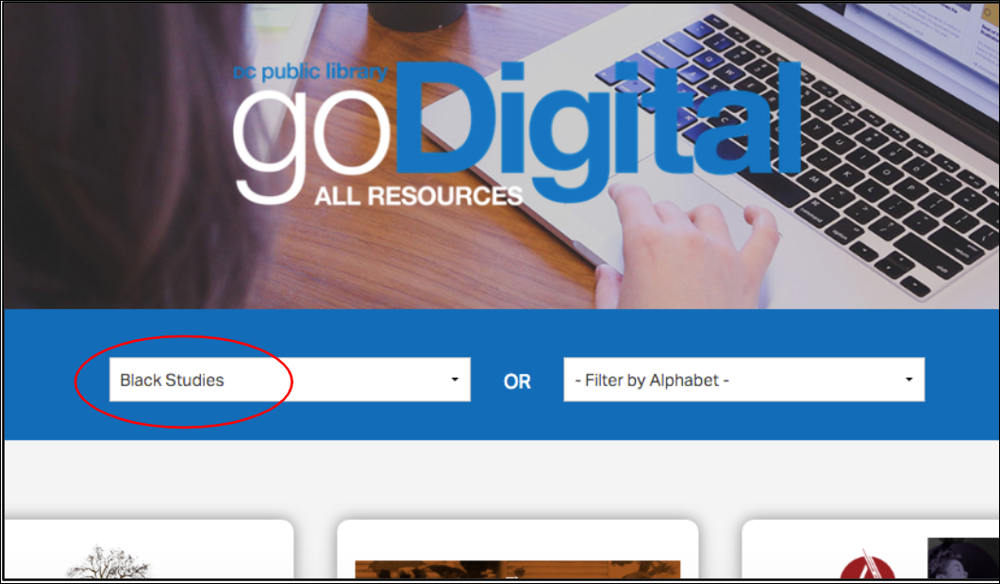 DC public library
goDigital
ALL RESOURCES
Black Studies
OR
- Filter by Alphabet -